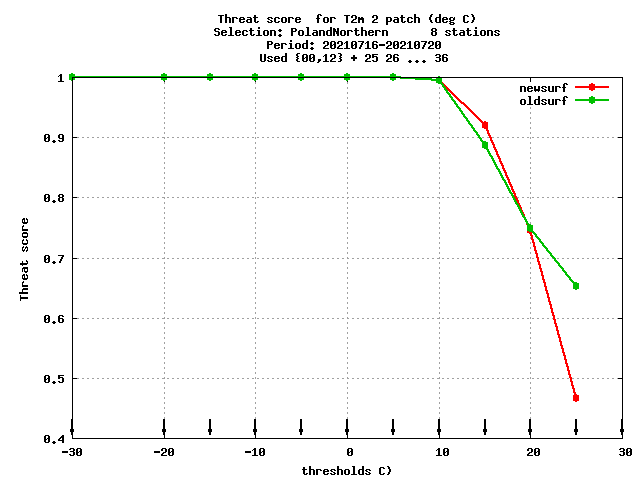 Threat score  for T2m 2 patch (deg C)
Selection: PolandNorthern      8 stations
Period: 20210716-20210720
Used {00,12} + 25 26 ... 36
newsurf
oldsurf
Threat score
1
0.9
0.8
0.7
0.6
0.5
0.4
-30 -20 -10 0 10 20 30
thresholds C)